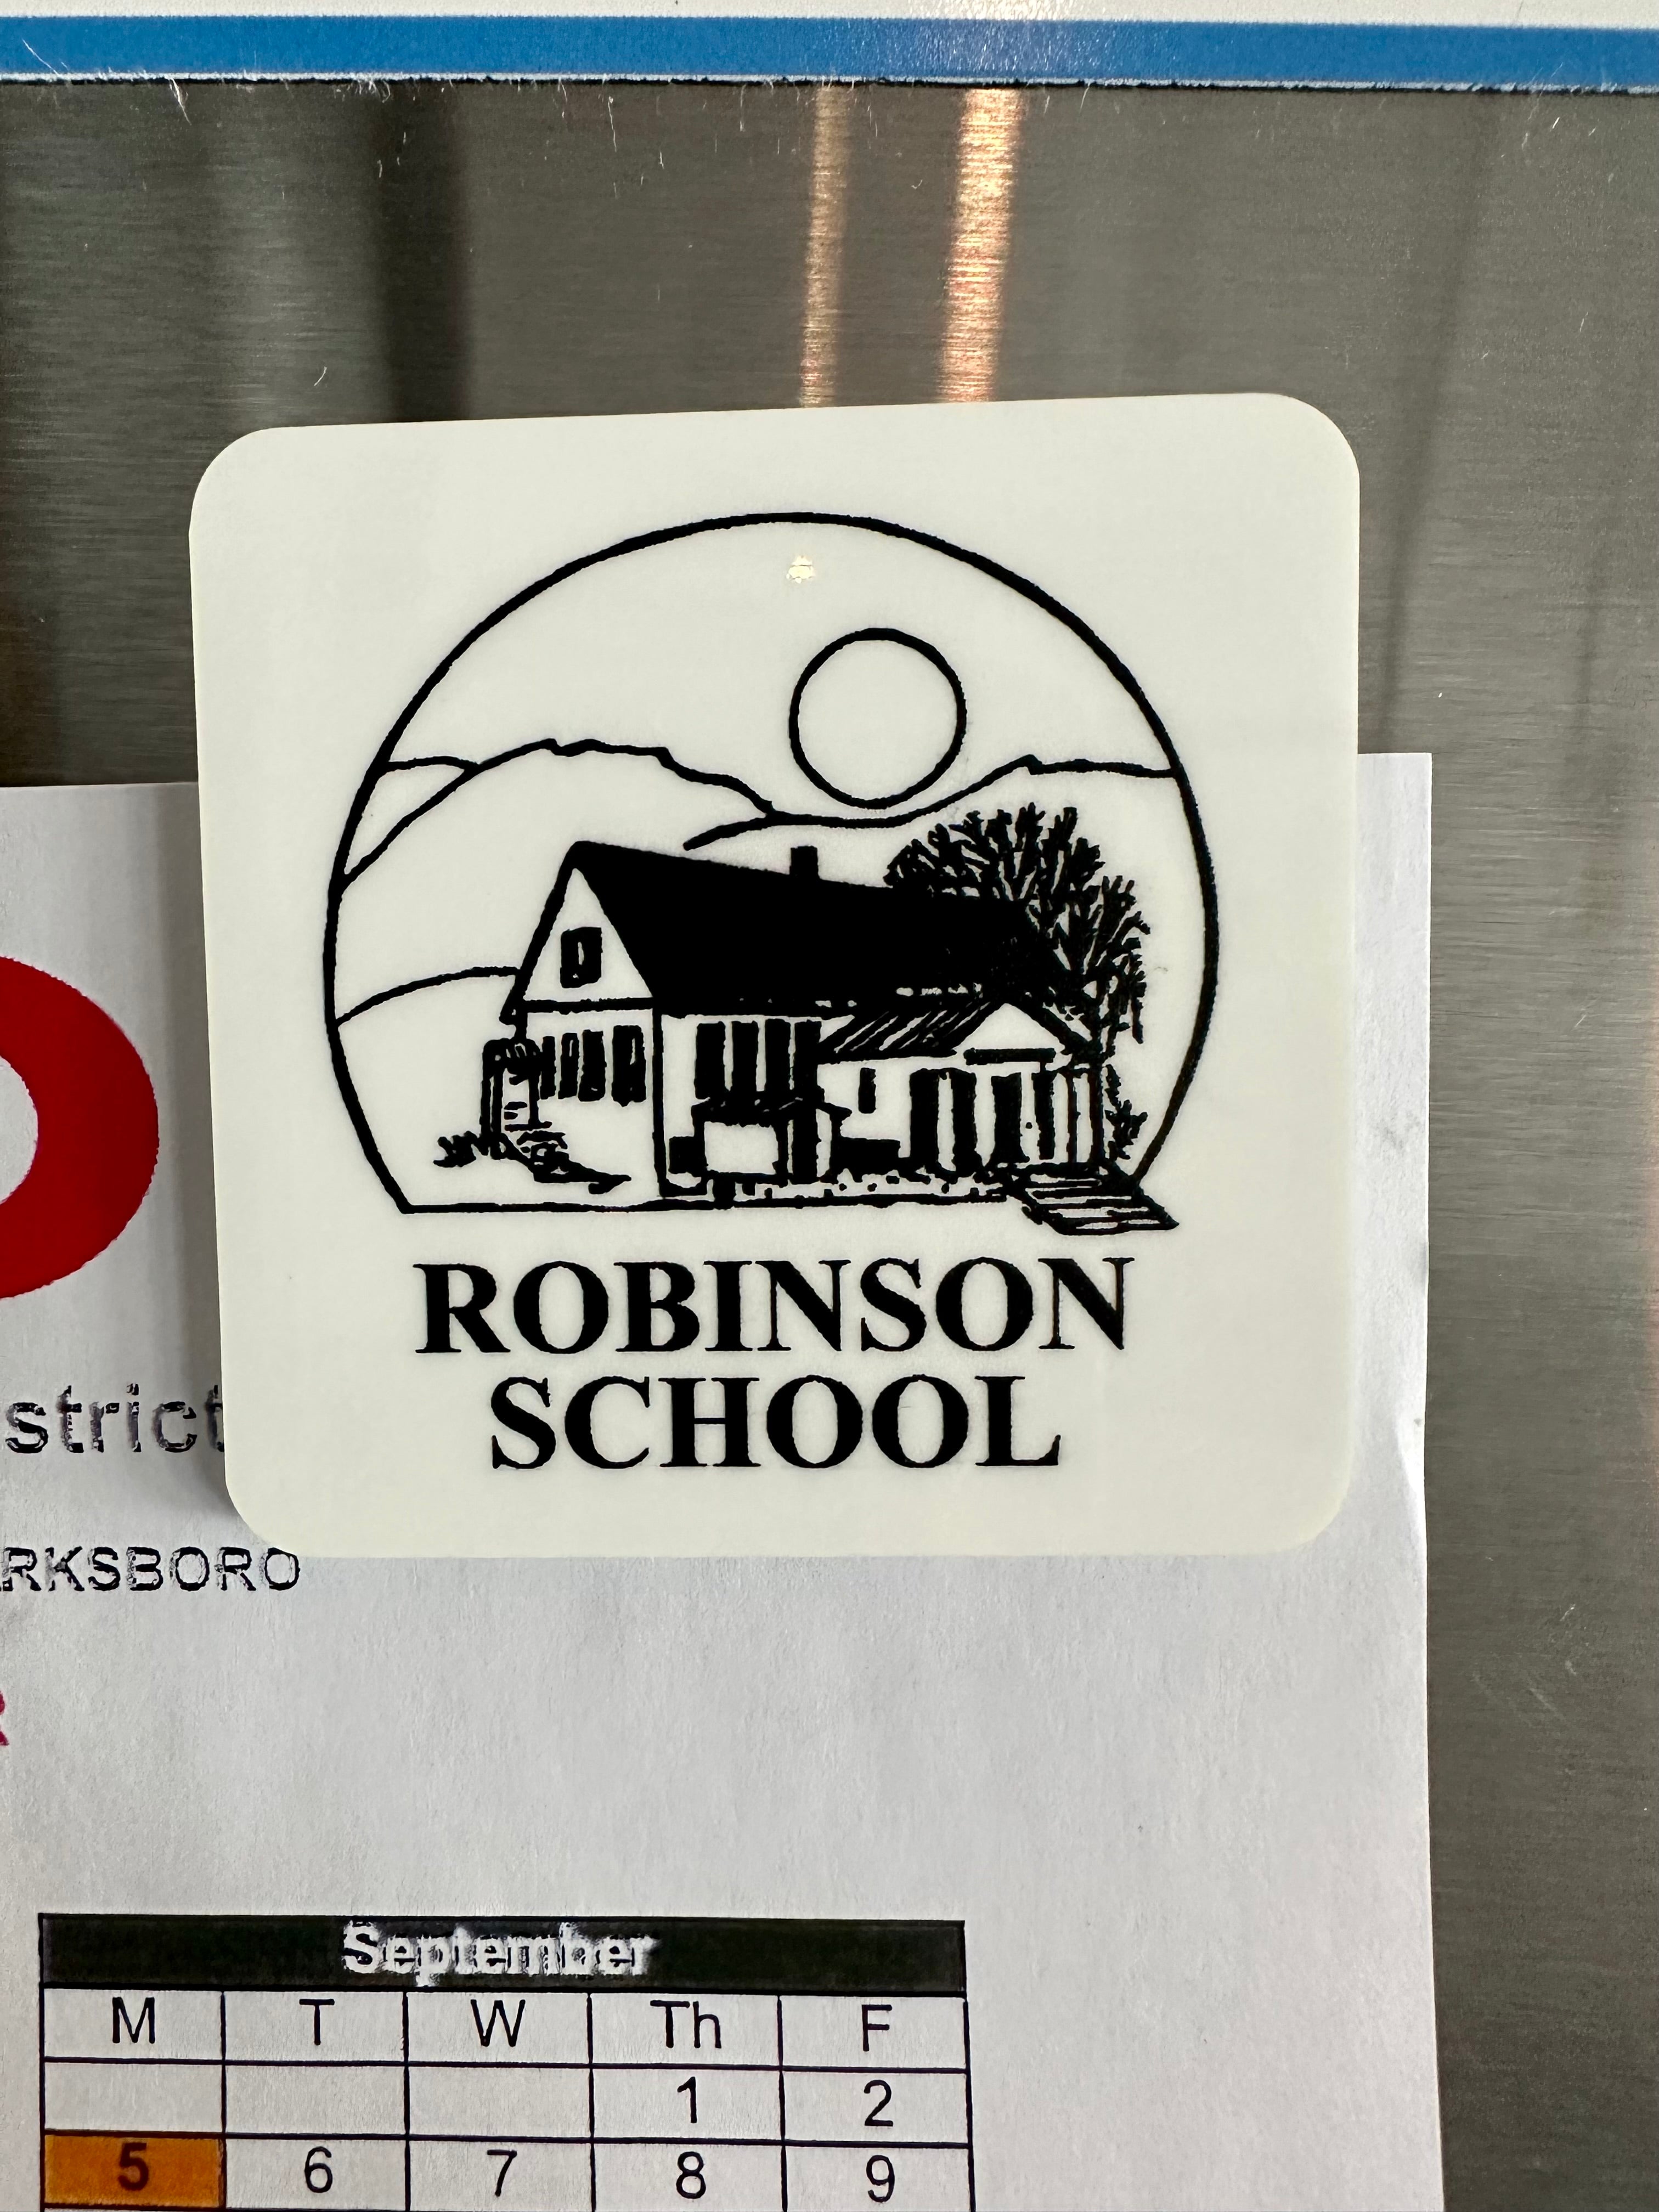 ROBINSON
SCHOOL
strict
RKSBORO
September
M T W Th F
1 2
5 6 7 8 9